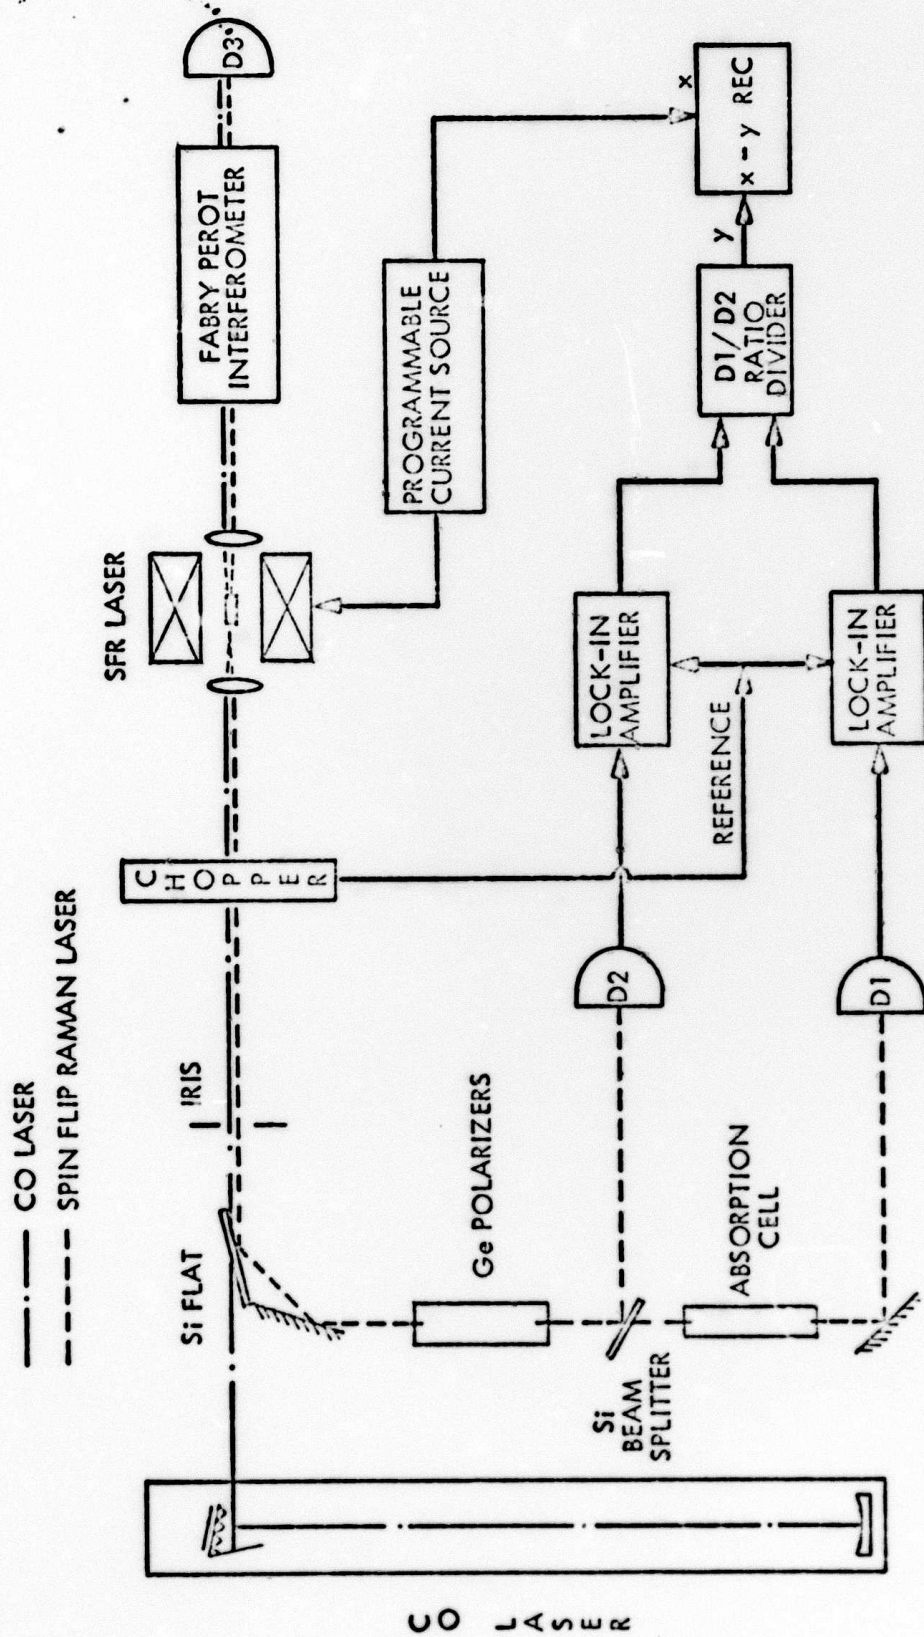 CO LASER
SPIN FLIP RAMAN LASER
SFR LASER
FABRY PEROT
INTERFEROMETER
D3
CHOPPER
IRIS
Si FLAT
PROGRAMMABLE
CURRENT SOURCE
x
Ge POLARIZERS
D2
LOCK-IN
AMPLIFIER
D1/D2
RATIO
DIVIDER
y
x-y REC
REFERENCE
Si
BEAM
SPLITTER
ABSORPTION
CELL
D1
LOCK-IN
AMPLIFIER
CO LASER